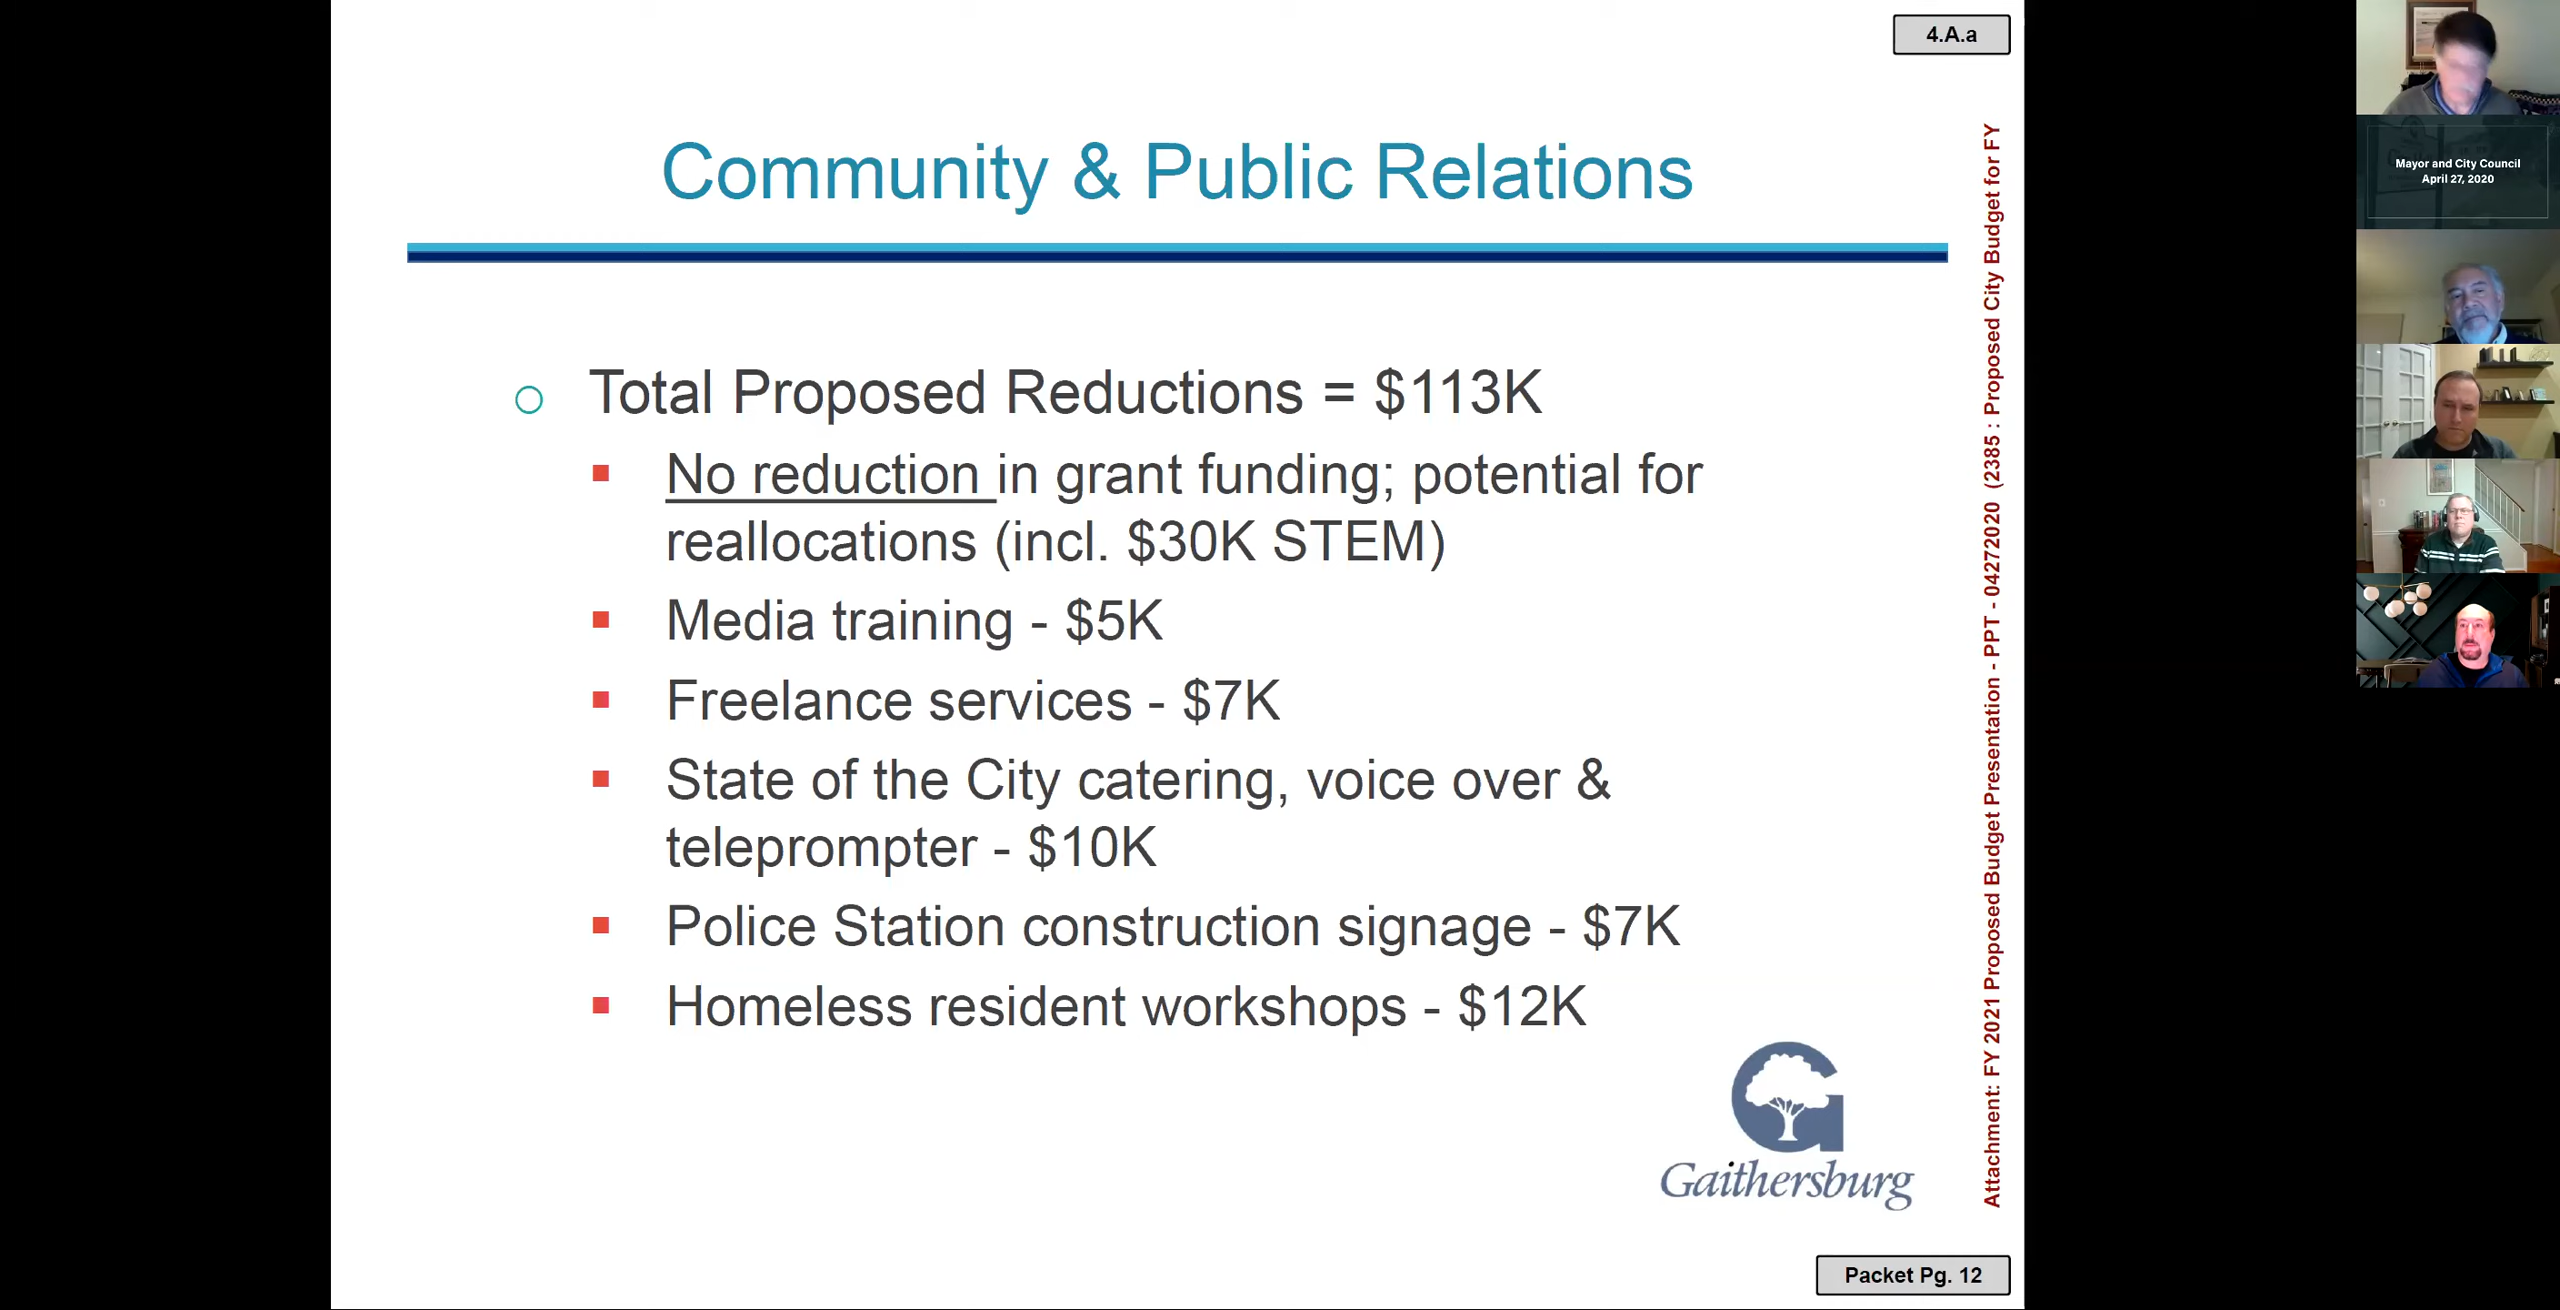 4.A.a
Community & Public Relations
Total Proposed Reductions = $113K
No reduction in grant funding; potential for
reallocations (incl. $30K STEM)
Media training - $5K
Freelance services - $7K
State of the City catering, voice over &
teleprompter - $10K
Police Station construction signage - $7K
Homeless resident workshops - $12K
Gaithersburg
Packet Pg. 12
Attachment: FY 2021 Proposed Budget Presentation - PPT - 04272020 (2385 : Proposed City Budget for FY
Mayor and City Council
April 27, 2020